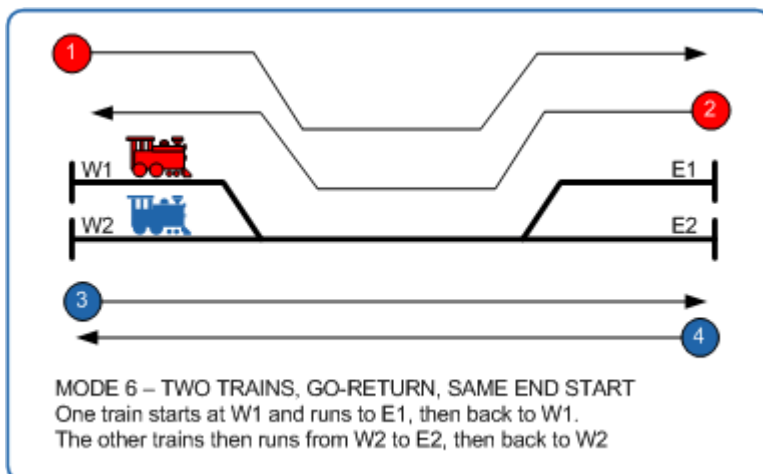 1
2
W1
E1
W2
E2
3
4
MODE 6 – TWO TRAINS, GO-RETURN, SAME END START
One train starts at W1 and runs to E1, then back to W1.
The other trains then runs from W2 to E2, then back to W2